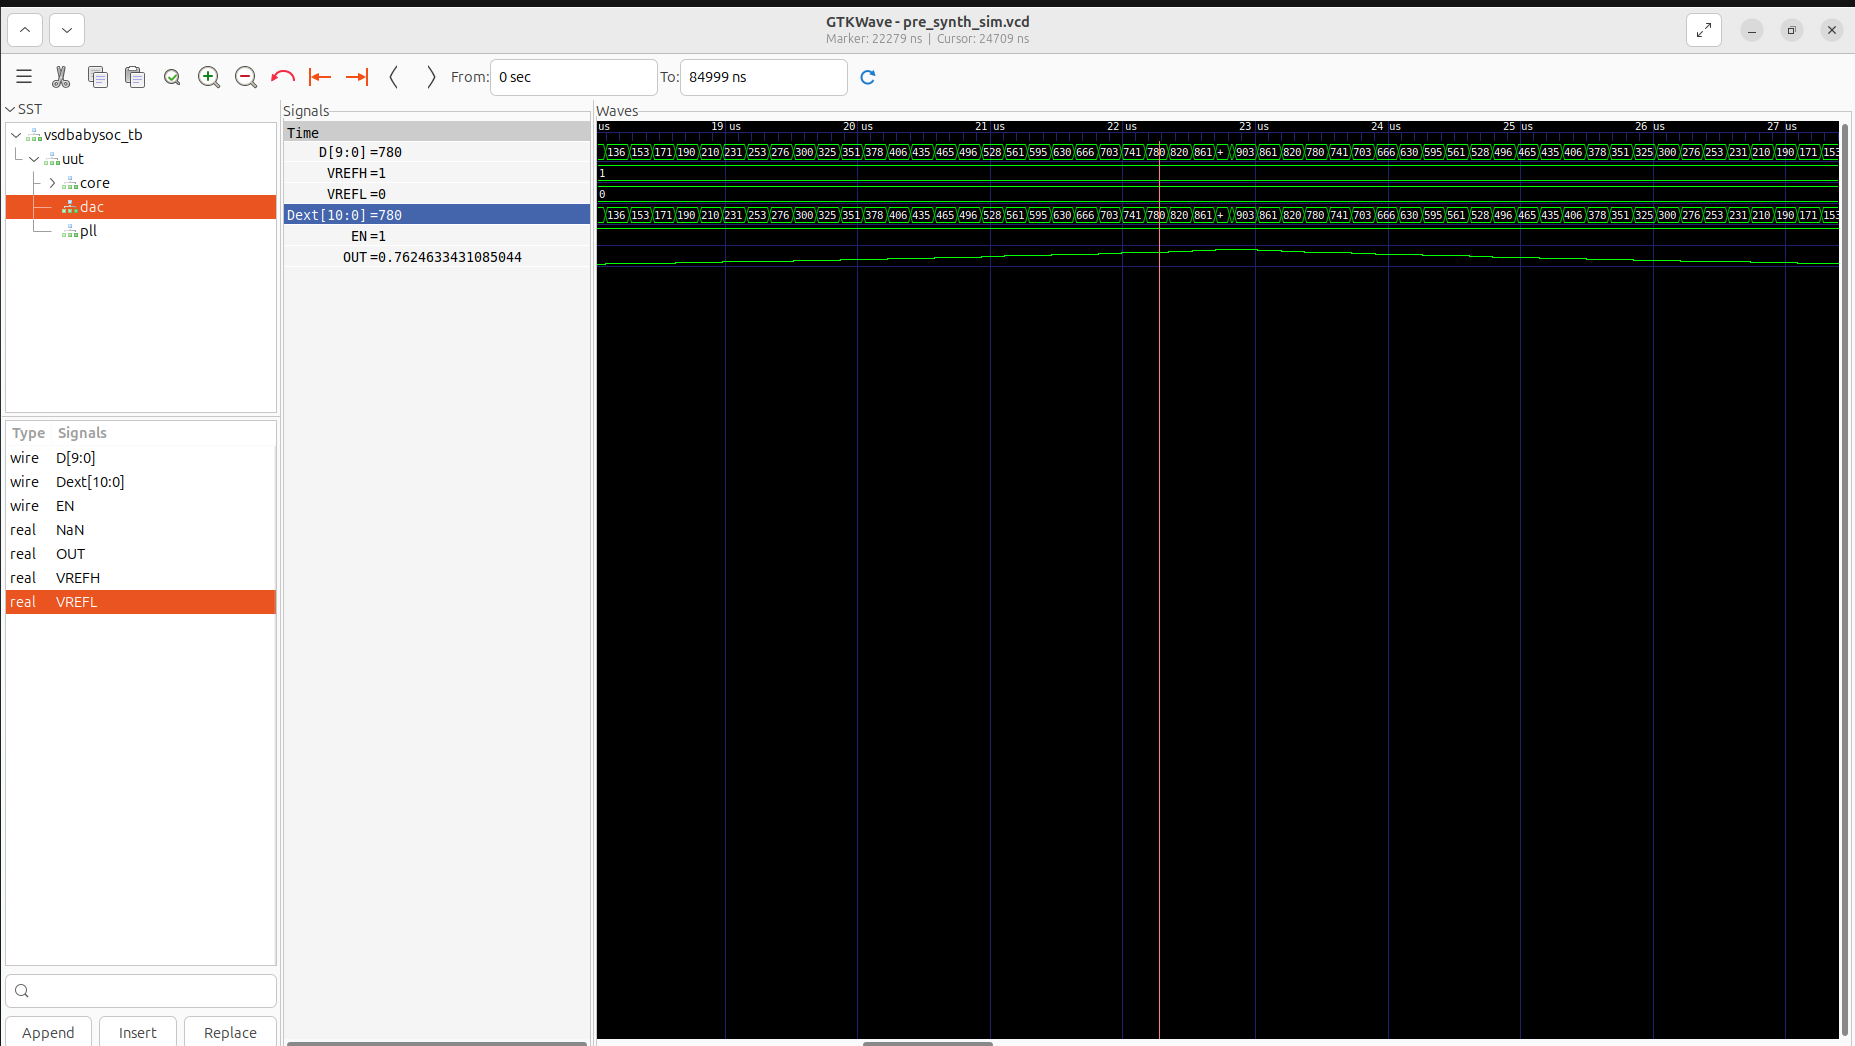 GTKWave - pre_synth_sim.vcd
Marker: 22279 ns | Cursor: 24709 ns
From: 0 sec To: 84999 ns
SST
vsdbabysoc_tb
uut
core
dac
pll
Type Signals
wire D[9:0]
wire Dext[10:0]
wire EN
real NaN
real OUT
real VREFH
real VREFL
Append Insert Replace
Signals
Time
D[9:0] =780
VREFH =1
VREFL =0
Dext[10:0] =780
EN =1
OUT =0.7624633431085044
Waves
us 19 us 20 us 21 us 22 us 23 us 24 us 25 us 26 us 27 us
136 153 171 190 210 231 253 276 300 325 351 378 406 435 465 496 528 561 595 630 666 703 741 780 820 861 + 903 861 820 780 741 703 666 630 595 561 528 496 465 435 406 378 351 325 300 276 253 231 210 190 171 153
1
0
136 153 171 190 210 231 253 276 300 325 351 378 406 435 465 496 528 561 595 630 666 703 741 780 820 861 + 903 861 820 780 741 703 666 630 595 561 528 496 465 435 406 378 351 325 300 276 253 231 210 190 171 153